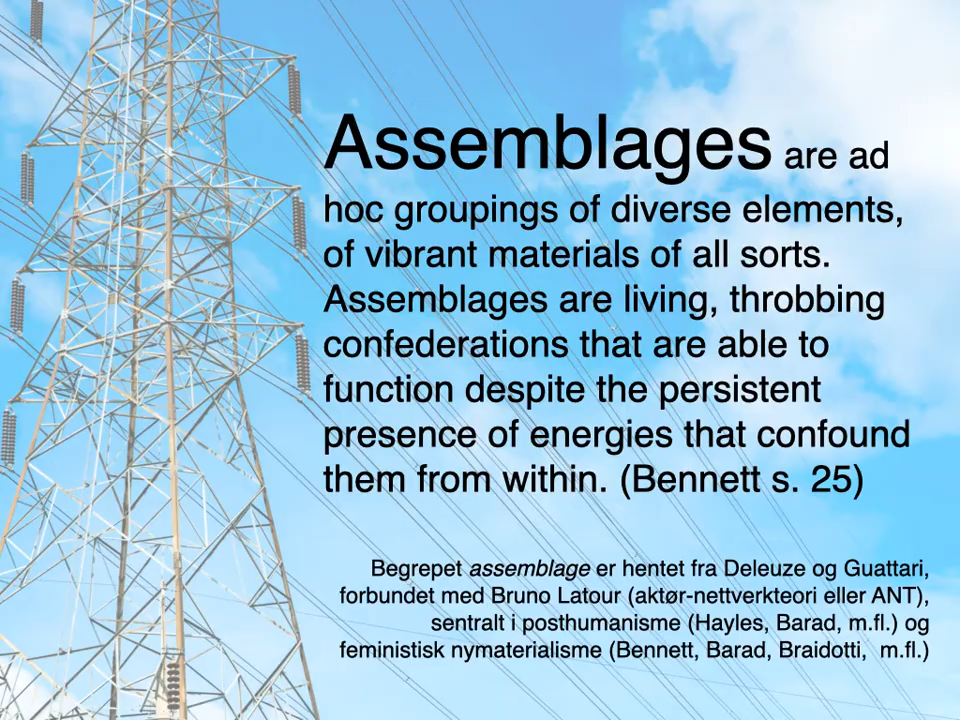 Assemblages are ad
hoc groupings of diverse elements,
of vibrant materials of all sorts.
Assemblages are living, throbbing
confederations that are able to
function despite the persistent
presence of energies that confound
them from within. (Bennett s. 25)
Begrepet assemblage er hentet fra Deleuze og Guattari,
forbundet med Bruno Latour (aktør-nettverkteori eller ANT),
sentralt i posthumanisme (Hayles, Barad, m.fl.) og
feministisk nymaterialisme (Bennett, Barad, Braidotti,  m.fl.)